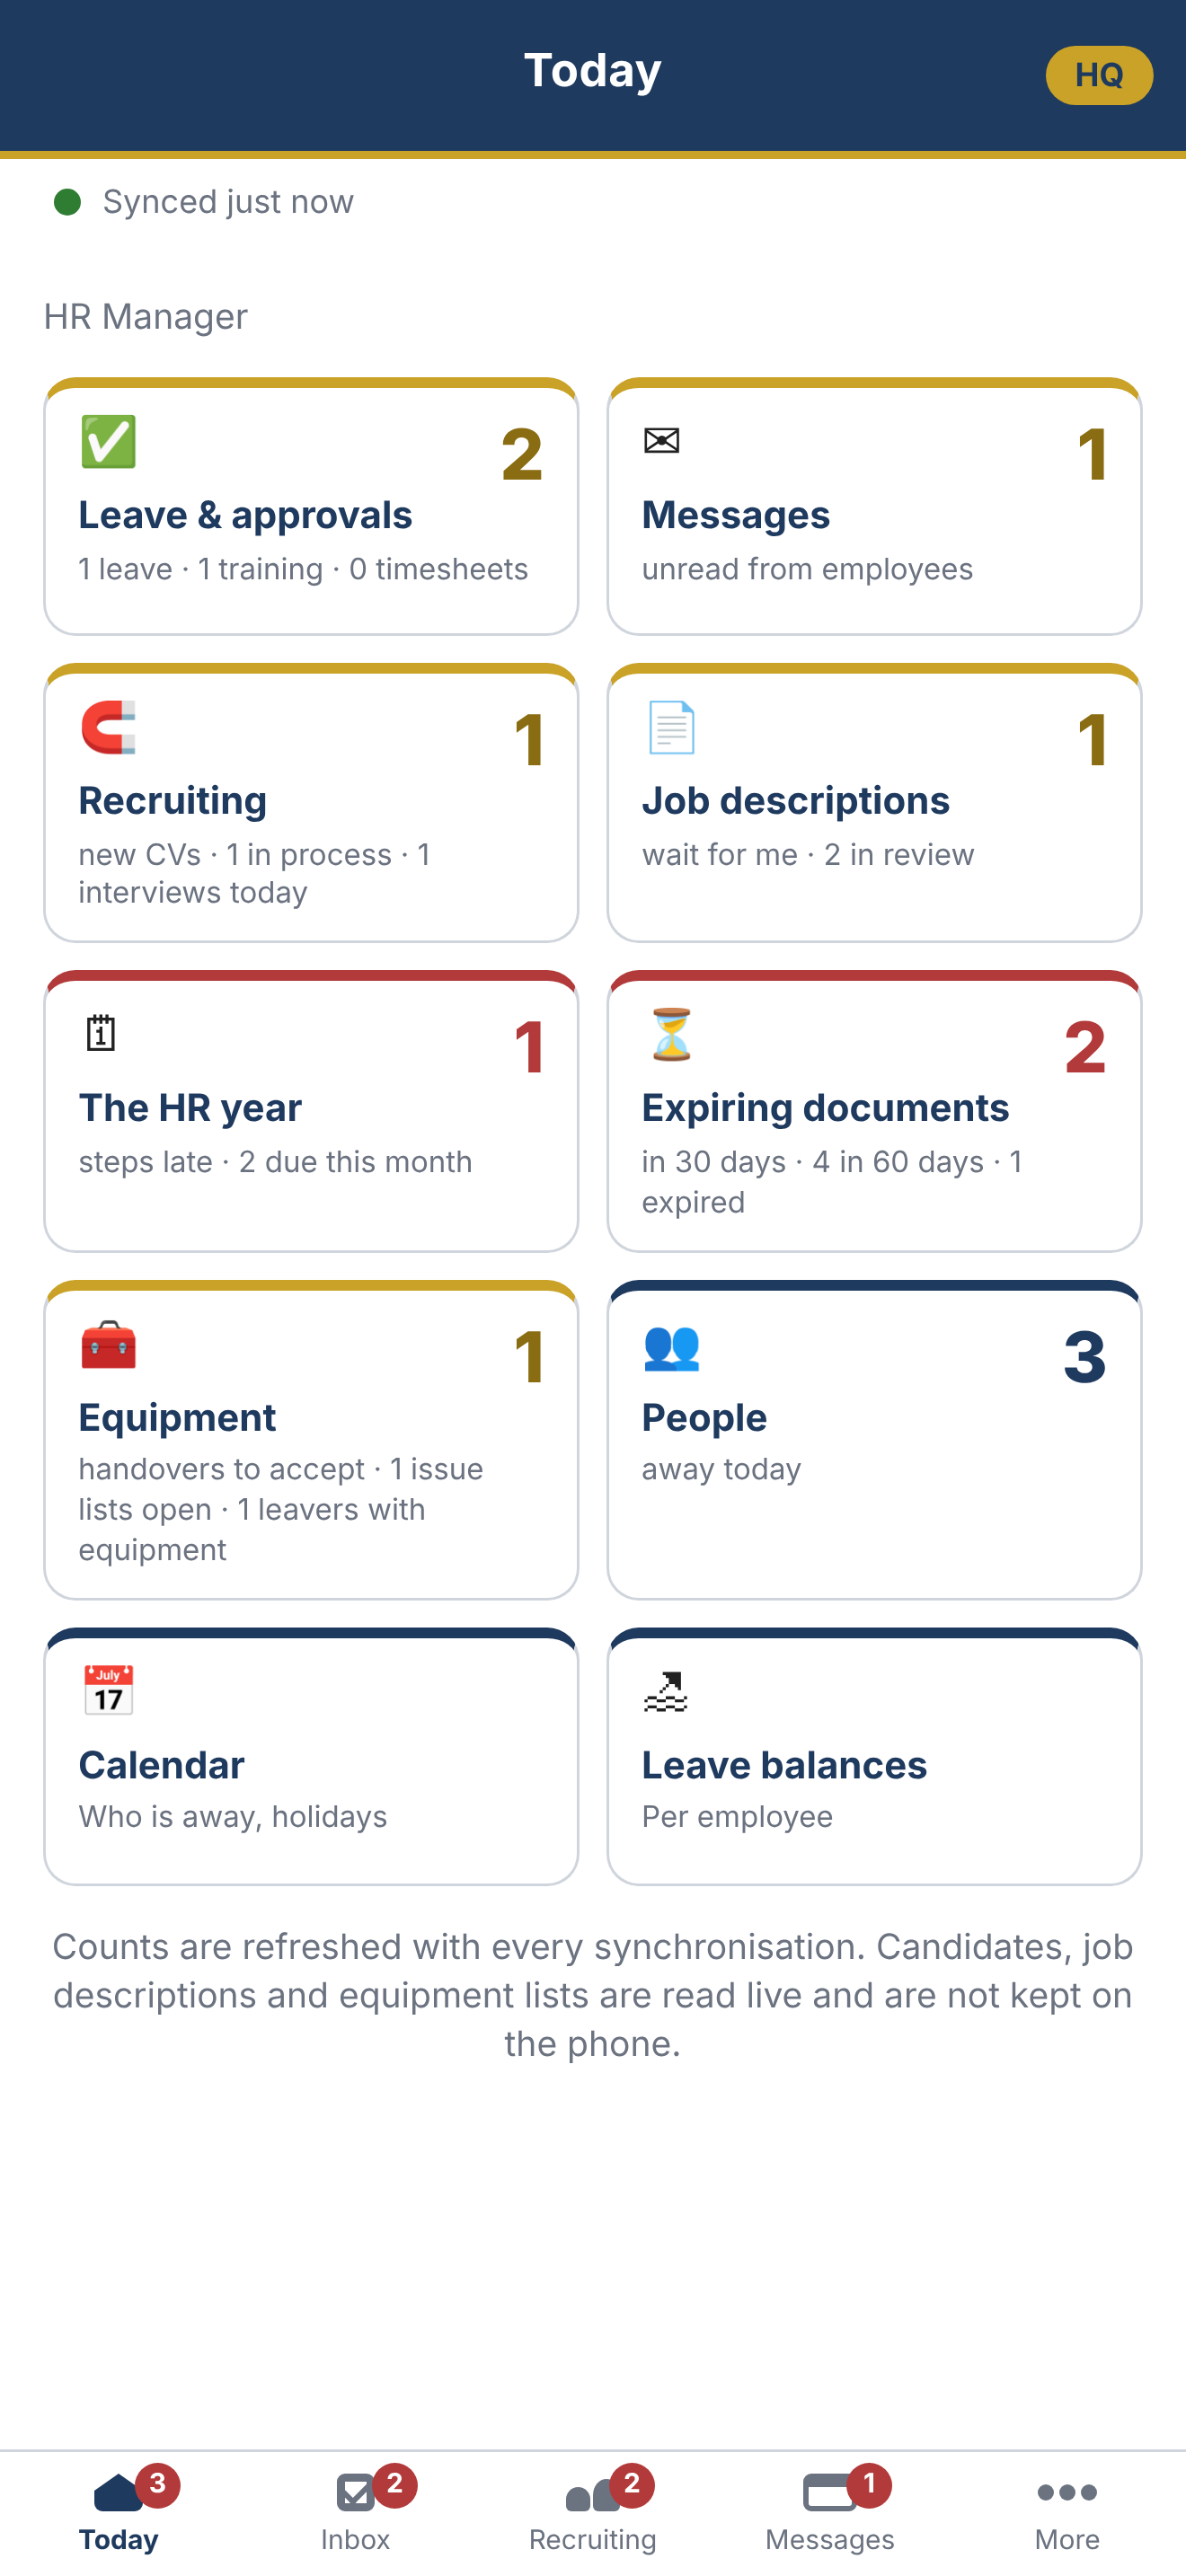 Today
HQ
Synced just now
HR Manager
2
Leave & approvals
1 leave · 1 training · 0 timesheets
1
Messages
unread from employees
1
Recruiting
new CVs · 1 in process · 1
interviews today
1
Job descriptions
wait for me · 2 in review
1
The HR year
steps late · 2 due this month
2
Expiring documents
in 30 days · 4 in 60 days · 1
expired
1
Equipment
handovers to accept · 1 issue
lists open · 1 leavers with
equipment
3
People
away today
July
17
Calendar
Who is away, holidays
Leave balances
Per employee
Counts are refreshed with every synchronisation. Candidates, job
descriptions and equipment lists are read live and are not kept on
the phone.
3
Today
2
Inbox
2
Recruiting
1
Messages
More